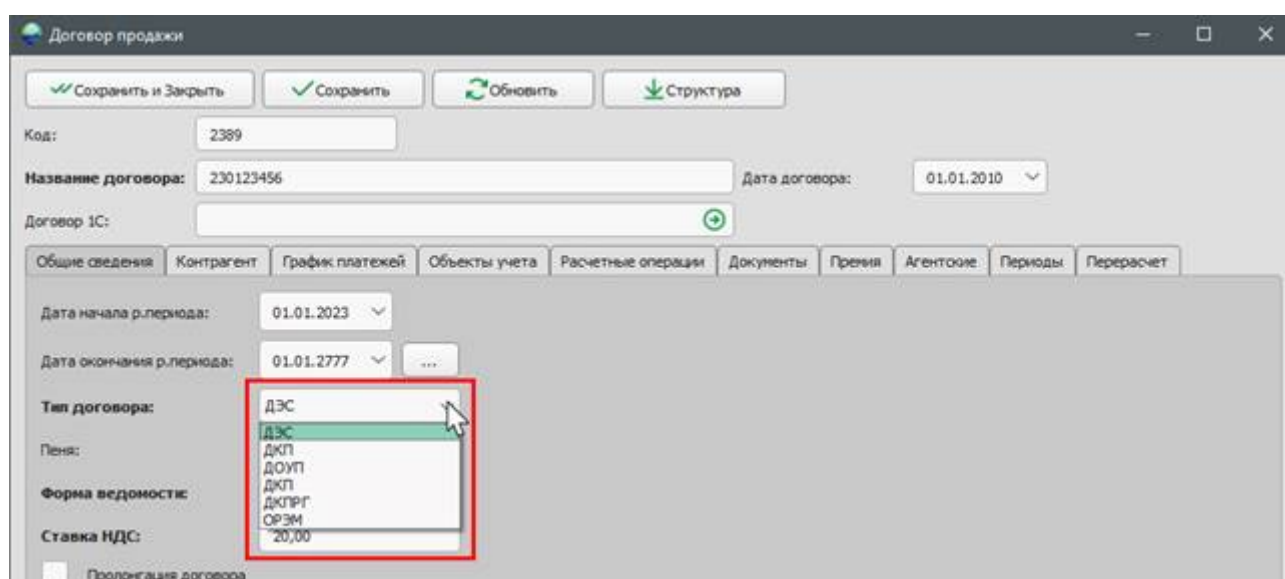 Договор продажи
Сохранить и Закрыть Сохранить Обновить Структура
Код: 2389
Название договора: 230123456 Дата договора: 01.01.2010
Договор 1С:
Общие сведения Контрагент График платежей Объекты учета Расчетные операции Документы Премия Агентские Периоды Перерасчет
Дата начала р.периода: 01.01.2023
Дата окончания р.периода: 01.01.2777 ...
Тип договора: ДЭС
ДЭС
Пеня: ДКП
ДОУП
Форма ведомости: ДКП
ДКПРГ
ОРЭМ
Ставка НДС: 20,00
Пролонгация договора